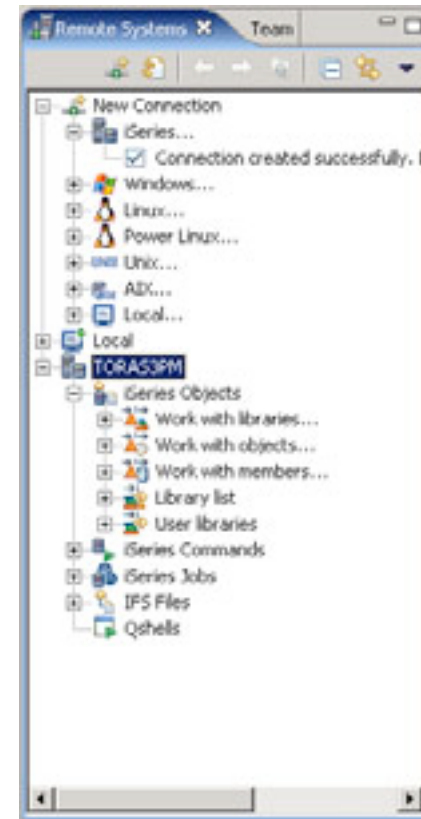 Remote Systems
Team
New Connection
iSeries...
Connection created successfully.
Windows...
Linux...
Power Linux...
Unix...
AIX...
Local...
Local
TORAS3PM
iSeries Objects
Work with libraries...
Work with objects...
Work with members...
Library list
User libraries
iSeries Commands
iSeries Jobs
IFS Files
Qshells